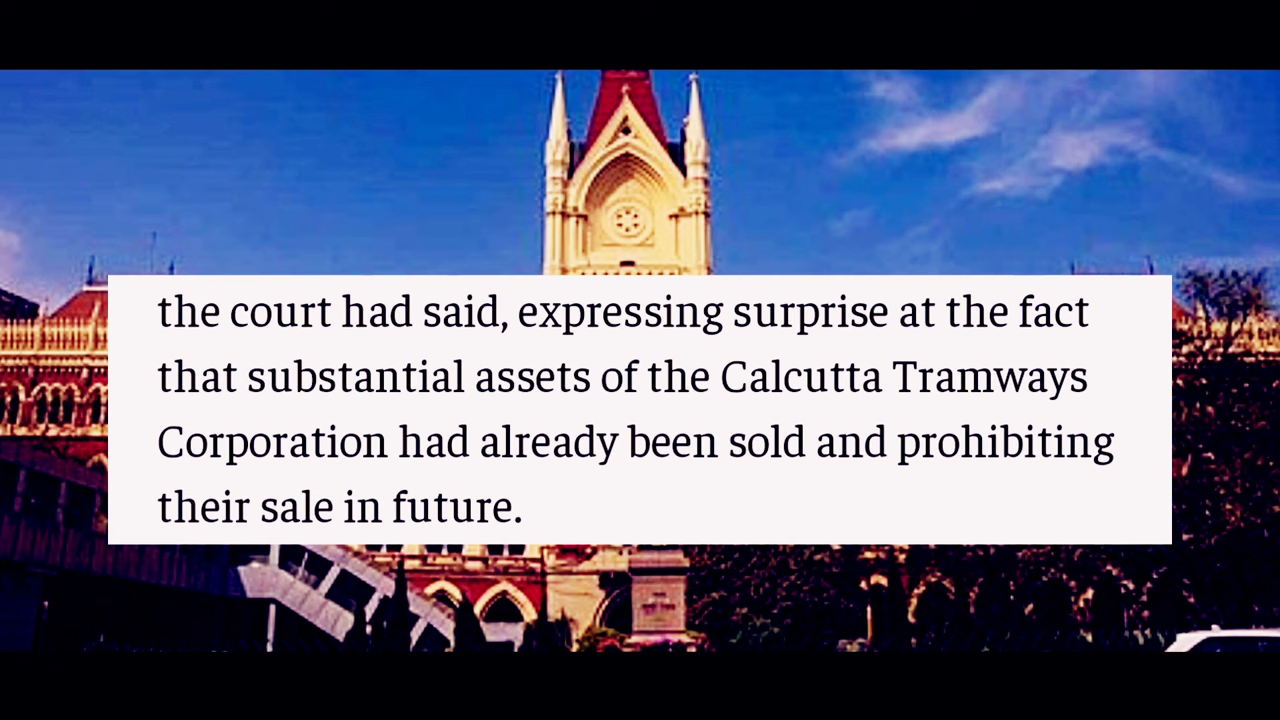 the court had said, expressing surprise at the fact
that substantial assets of the Calcutta Tramways
Corporation had already been sold and prohibiting
their sale in future.